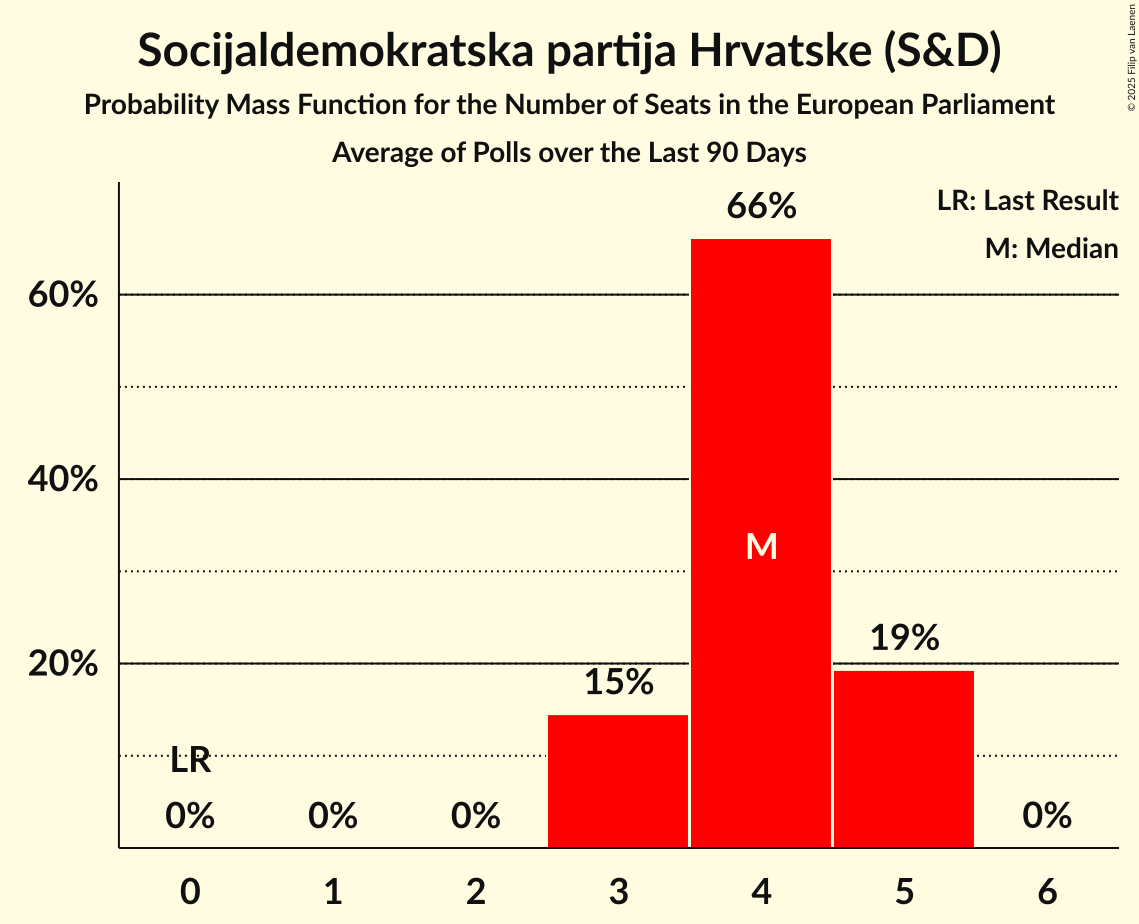 Socijaldemokratska partija Hrvatske (S&D)
Probability Mass Function for the Number of Seats in the European Parliament
Average of Polls over the Last 90 Days
© 2025 Filip van Laenen
LR: Last Result
M: Median
66%
60%
40%
M
19%
20%
15%
LR
0% 0% 0% 0%
0 1 2 3 4 5 6